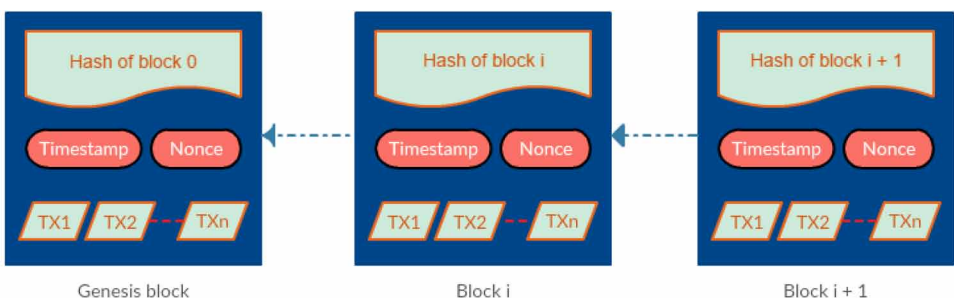 Hash of block 0
Timestamp
Nonce
TX1
TX2
TXn
Genesis block
Hash of block i
Timestamp
Nonce
TX1
TX2
TXn
Block i
Hash of block i + 1
Timestamp
Nonce
TX1
TX2
TXn
Block i + 1